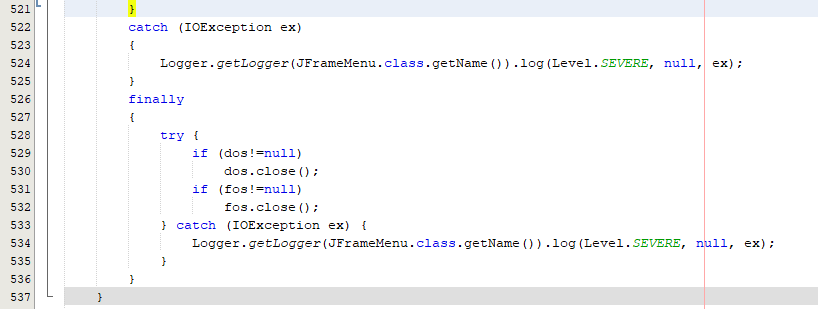 521 }
522 catch (IOException ex)
523 {
524 Logger.getLogger(JFrameMenu.class.getName()).log(Level.SEVERE, null, ex);
525 }
526 finally
527 {
528 try {
529 if (dos!=null)
530 dos.close();
531 if (fos!=null)
532 fos.close();
533 } catch (IOException ex) {
534 Logger.getLogger(JFrameMenu.class.getName()).log(Level.SEVERE, null, ex);
535 }
536 }
537 }